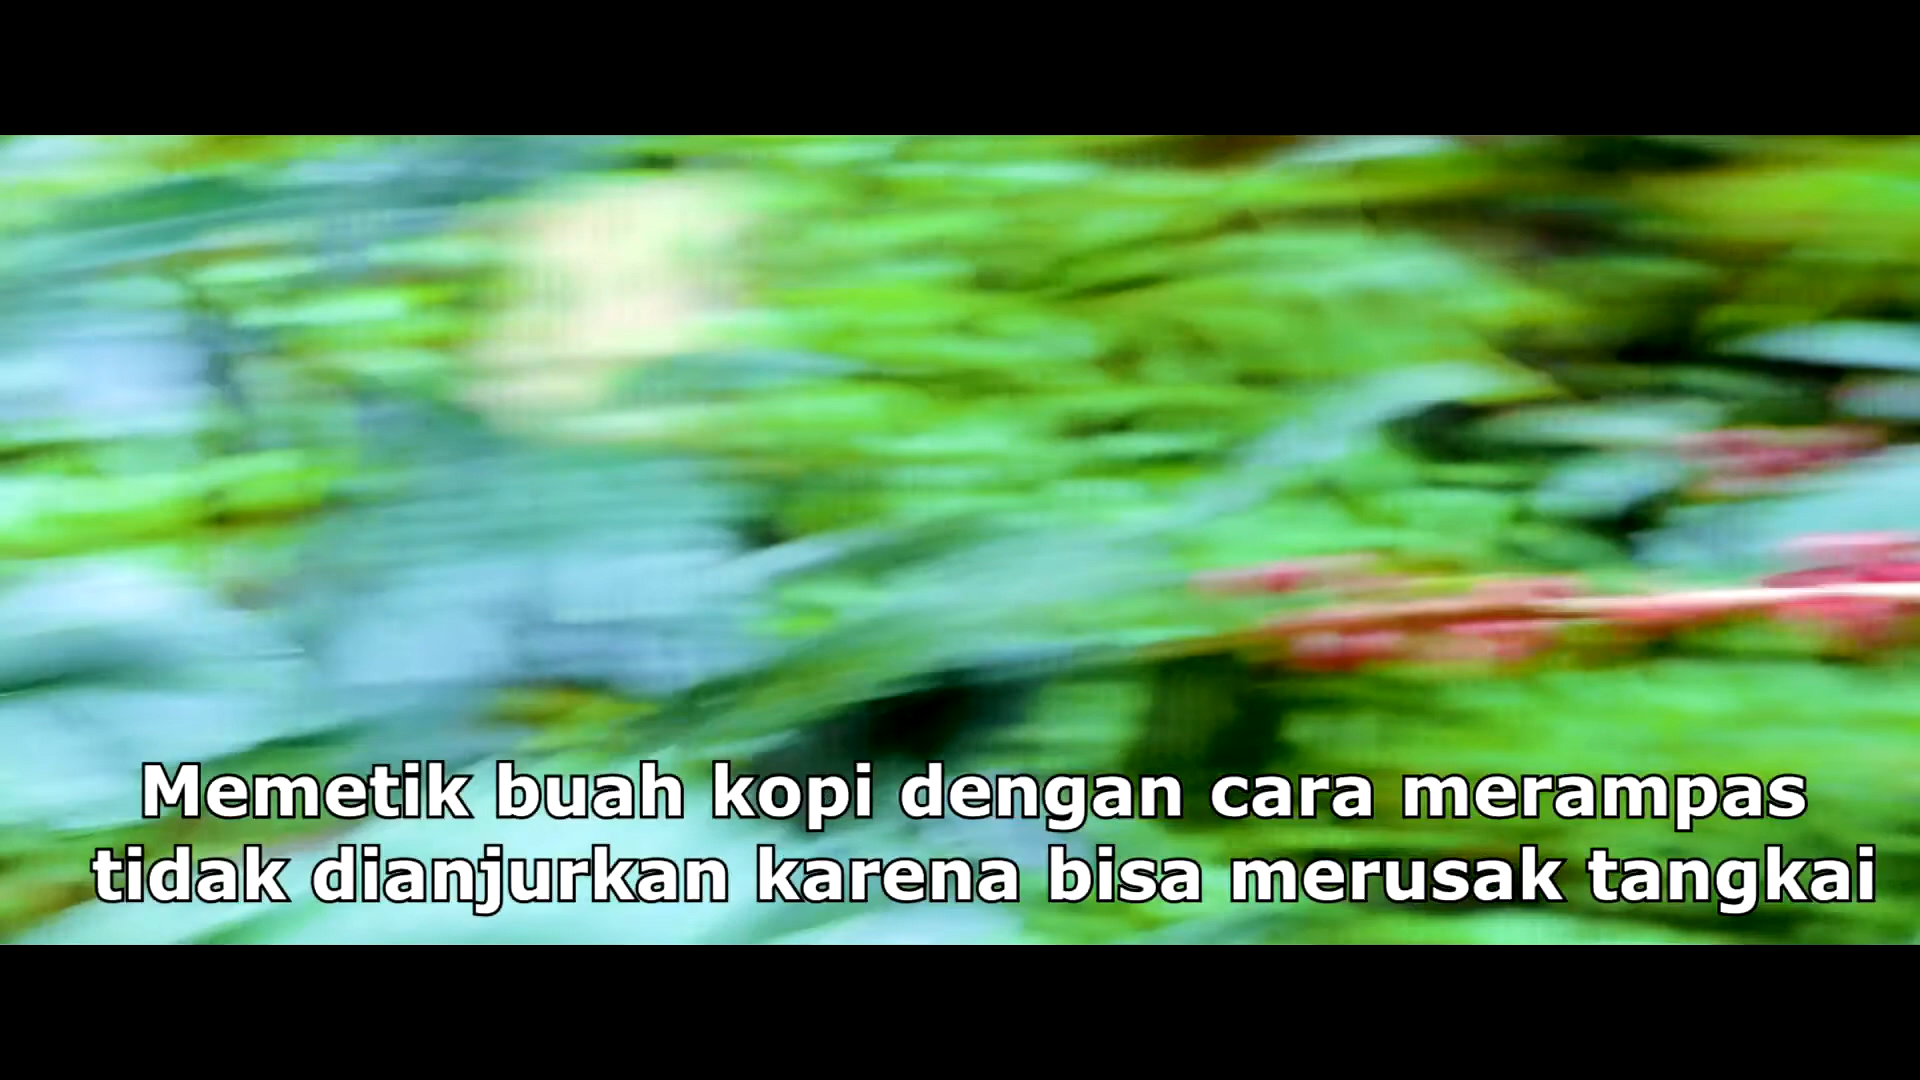 Memetik buah kopi dengan cara merampas
tidak dianjurkan karena bisa merusak tangkai